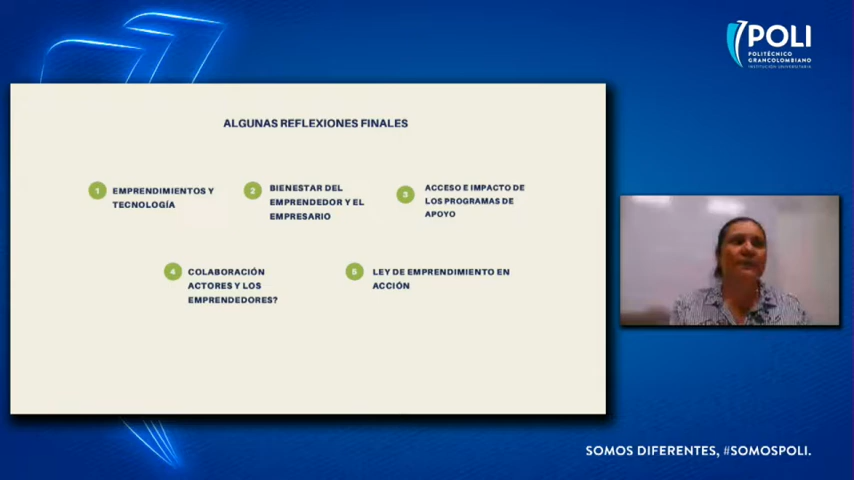 POLI
POLITÉCNICO
GRANCOLOMBIANO
INSTITUCIÓN UNIVERSITARIA
ALGUNAS REFLEXIONES FINALES
1
EMPRENDIMIENTOS Y
TECNOLOGÍA
2
BIENESTAR DEL
EMPRENDEDOR Y EL
EMPRESARIO
3
ACCESO E IMPACTO DE
LOS PROGRAMAS DE
APOYO
4
COLABORACIÓN
ACTORES Y LOS
EMPRENDEDORES?
5
LEY DE EMPRENDIMIENTO EN
ACCIÓN
SOMOS DIFERENTES, #SOMOSPOLI.